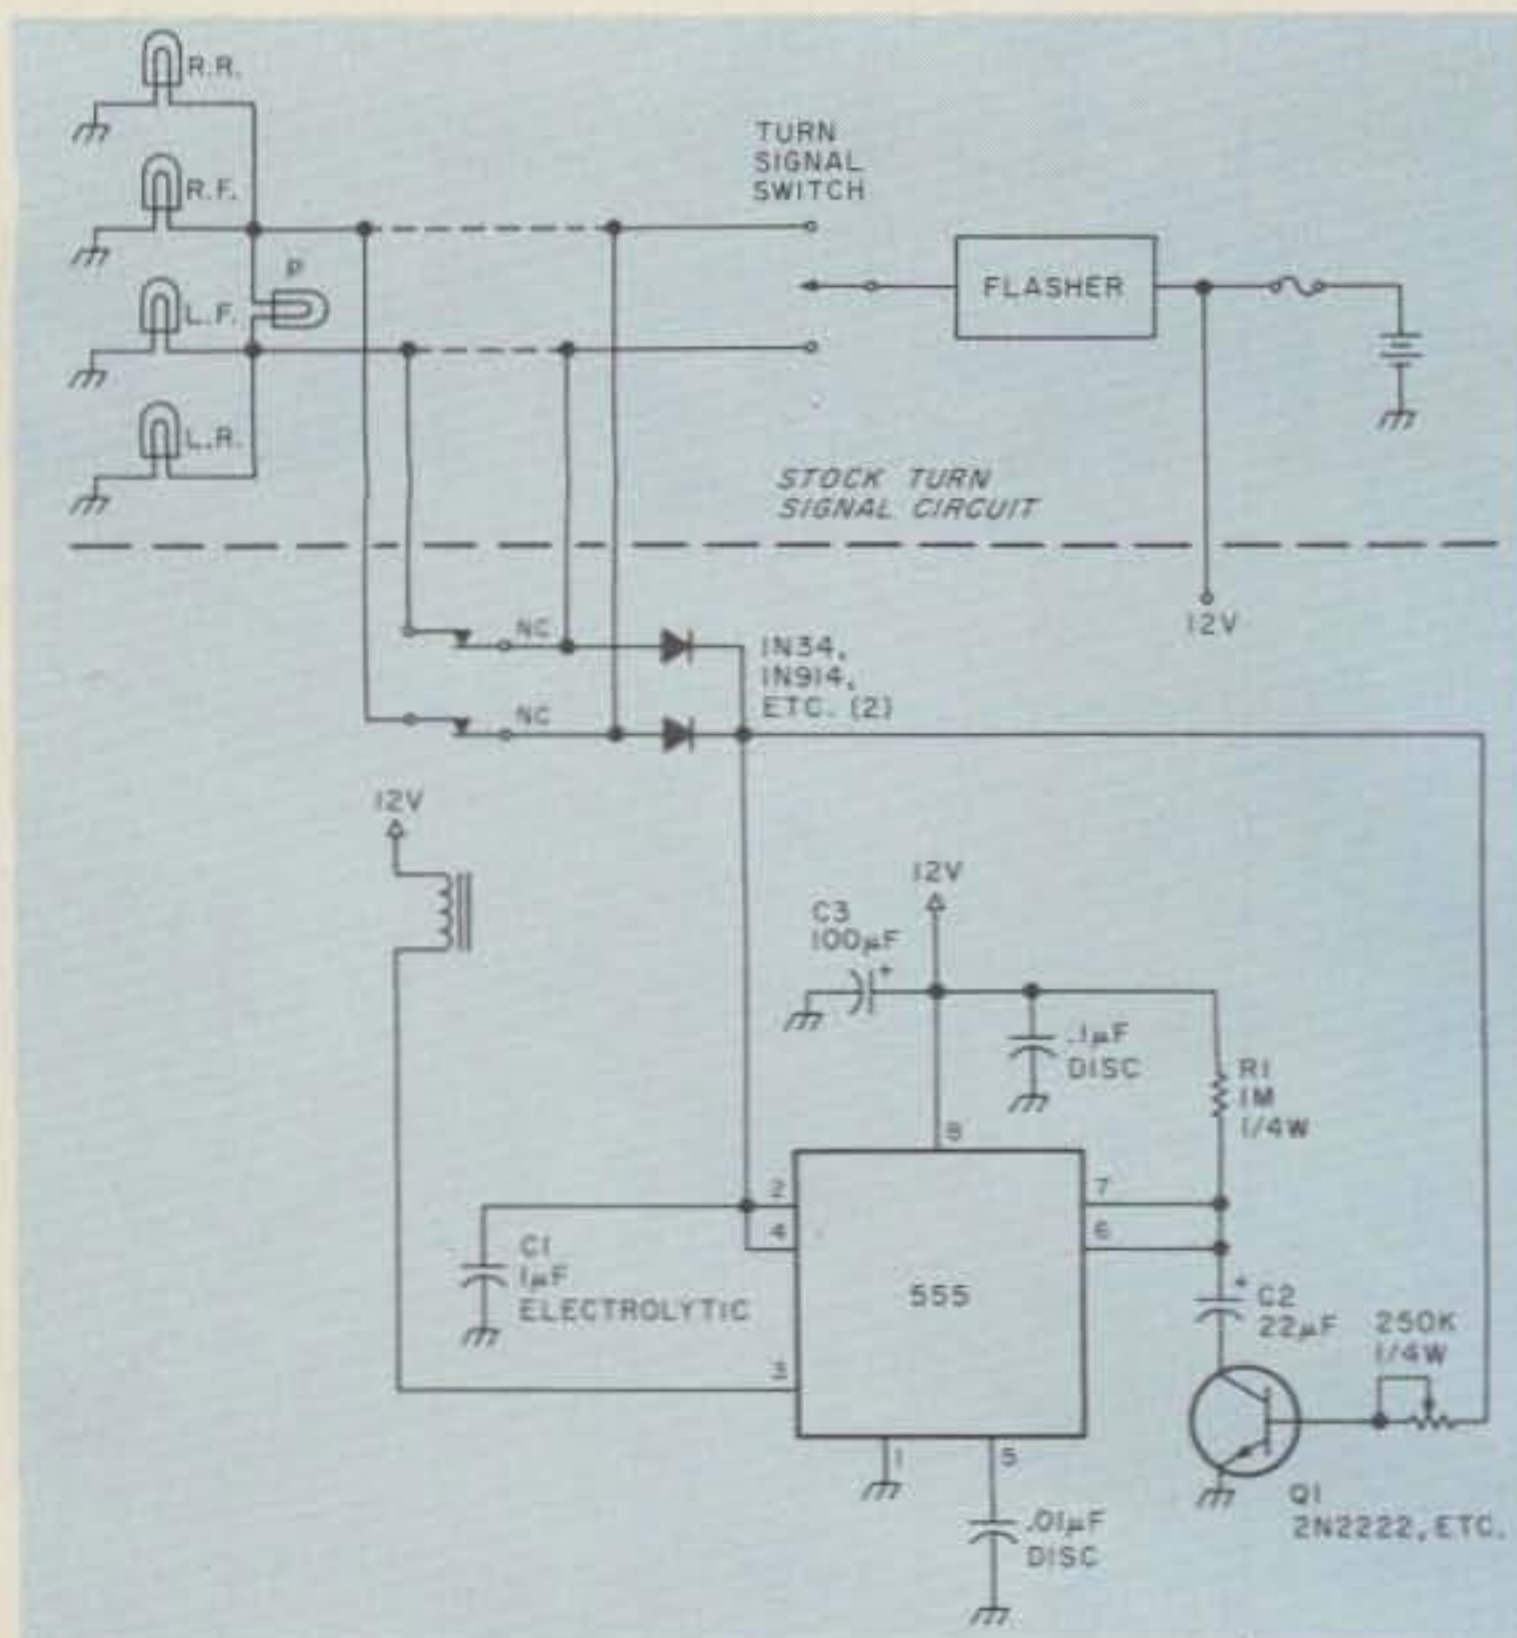 R.R.
R.F.
P
L.F.
L.R.
TURN
SIGNAL
SWITCH
FLASHER
STOCK TURN
SIGNAL CIRCUIT
12V
NC
NC
1N34,
1N914,
ETC. (2)
12V
12V
C3
100µF
+
.1µF
DISC
R1
1M
1/4W
8
2
4
7
6
C1
1µF
ELECTROLYTIC
555
+
C2
22µF
250K
1/4W
3
1
5
Q1
2N2222, ETC.
.01µF
DISC